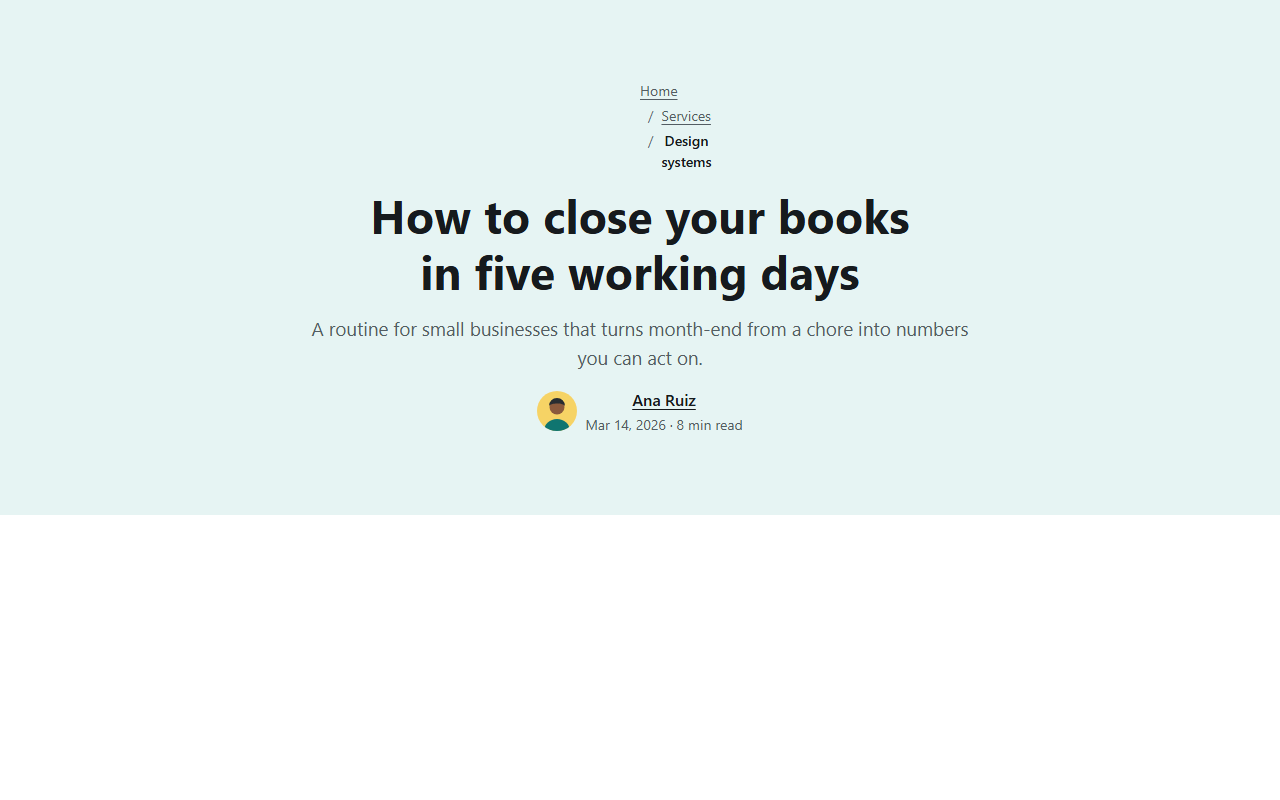 Home
/ Services
/ Design
systems
How to close your books
in five working days
A routine for small businesses that turns month-end from a chore into numbers
you can act on.
Ana Ruiz
Mar 14, 2026 · 8 min read